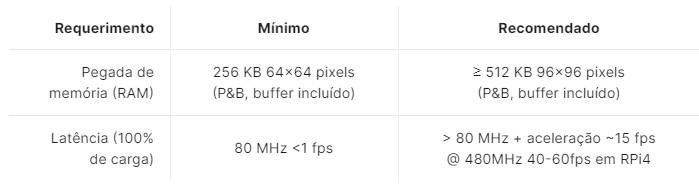 Requerimento Mínimo Recomendado
Pegada de memória (RAM) 256 KB 64×64 pixels (P&B, buffer incluído) ≥ 512 KB 96×96 pixels (P&B, buffer incluído)
Latência (100% de carga) 80 MHz <1 fps > 80 MHz + aceleração ~15 fps @ 480MHz 40-60fps em RPi4